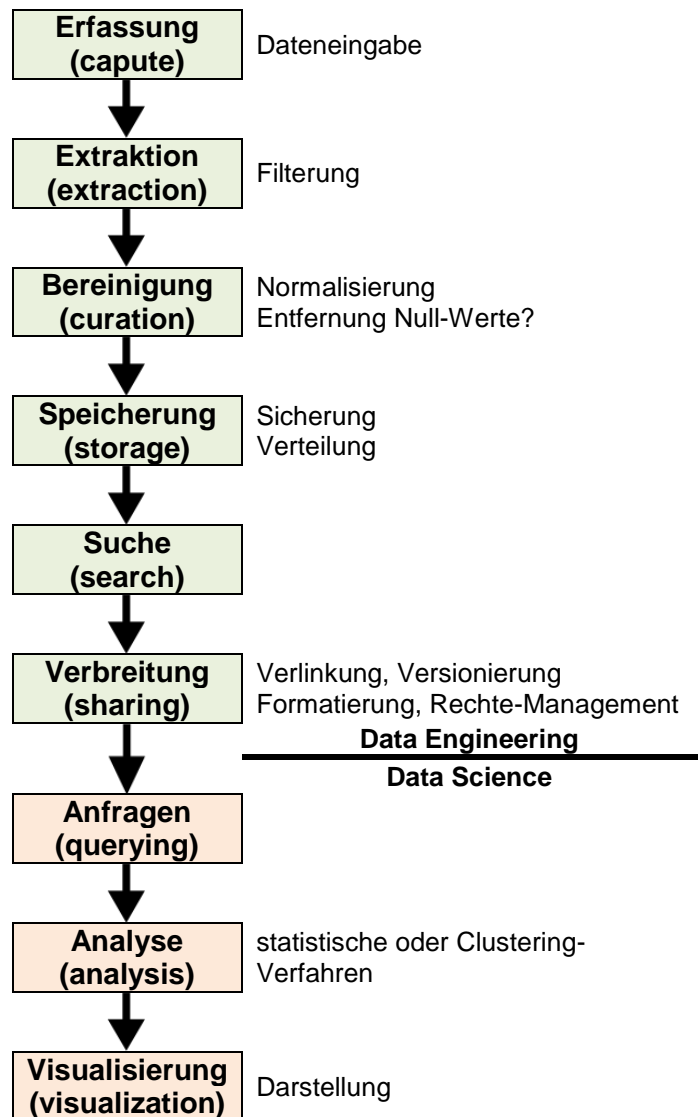 Erfassung
(capute)
Dateneingabe
Extraktion
(extraction)
Filterung
Bereinigung
(curation)
Normalisierung
Entfernung Null-Werte?
Speicherung
(storage)
Sicherung
Verteilung
Suche
(search)
Verbreitung
(sharing)
Verlinkung, Versionierung
Formatierung, Rechte-Management
Data Engineering
Data Science
Anfragen
(querying)
Analyse
(analysis)
statistische oder Clustering-
Verfahren
Visualisierung
(visualization)
Darstellung